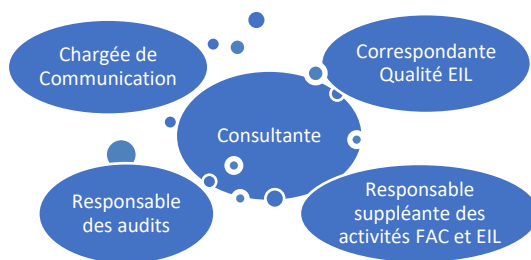 Chargée de
Communication
Correspondante
Qualité EIL
Consultante
Responsable
des audits
Responsable
suppléante des
activités FAC et EIL